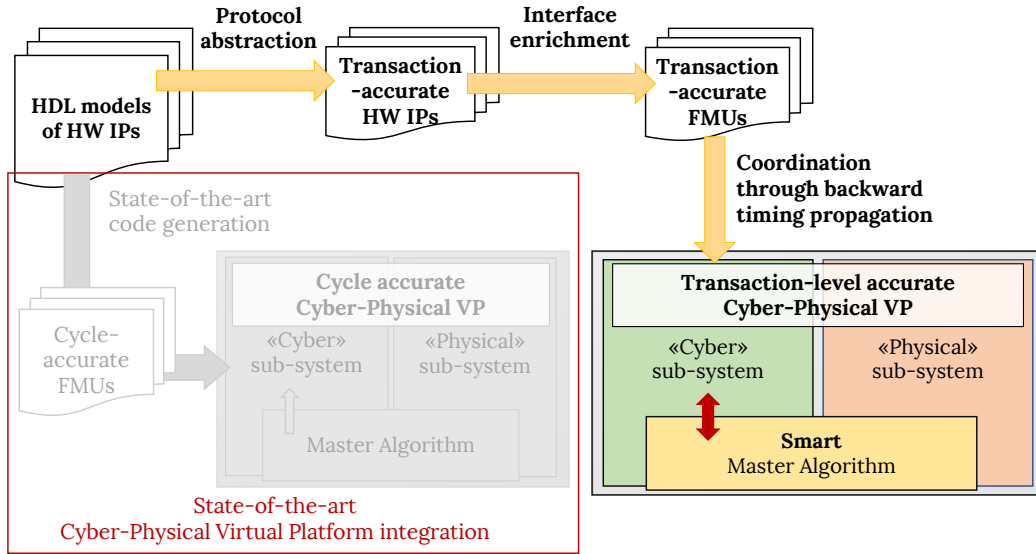 Protocol
abstraction
Interface
enrichment
HDL models
of HW IPs
Transaction
-accurate
HW IPs
Transaction
-accurate
FMUs
Coordination
through backward
timing propagation
State-of-the-art
code generation
Cycle-
accurate
FMUs
Cycle accurate
Cyber-Physical VP
«Cyber»
sub-system
«Physical»
sub-system
Master Algorithm
State-of-the-art
Cyber-Physical Virtual Platform integration
Transaction-level accurate
Cyber-Physical VP
«Cyber»
sub-system
«Physical»
sub-system
Smart
Master Algorithm